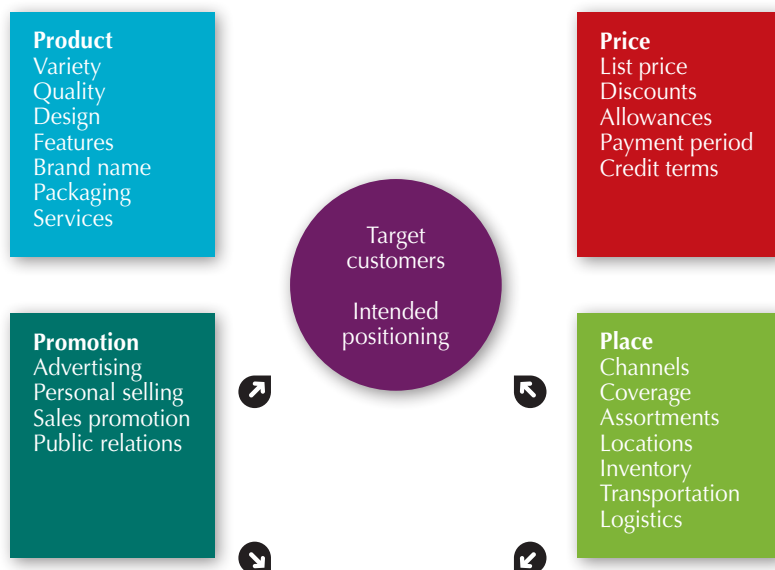 Product
Variety
Quality
Design
Features
Brand name
Packaging
Services
Price
List price
Discounts
Allowances
Payment period
Credit terms
Target
customers
Intended
positioning
Promotion
Advertising
Personal selling
Sales promotion
Public relations
Place
Channels
Coverage
Assortments
Locations
Inventory
Transportation
Logistics